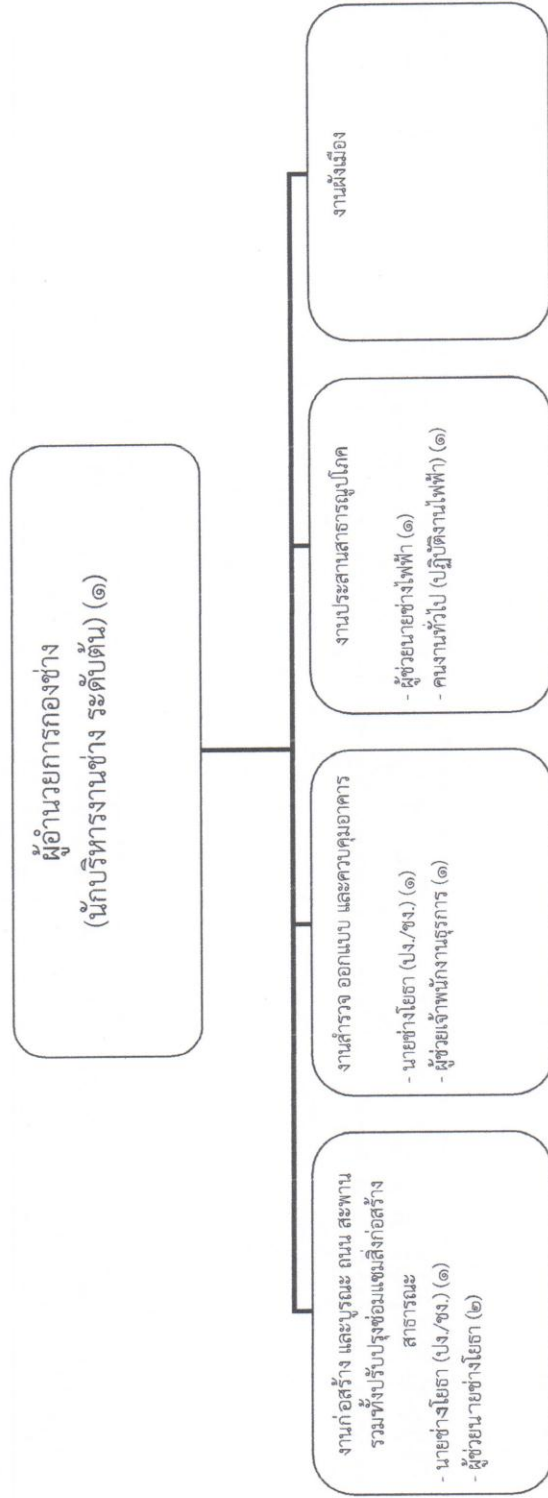 ผู้อำนวยการกองช่าง
(นักบริหารงานช่าง ระดับต้น) (๑)
งานก่อสร้าง และบูรณะ ถนน สะพาน
รวมทั้งปรับปรุงซ่อมแซมสิ่งก่อสร้าง
สาธารณะ
- นายช่างโยธา (ปง./ชง.) (๑)
- ผู้ช่วยนายช่างโยธา (๒)
งานสำรวจ ออกแบบ และควบคุมอาคาร
- นายช่างโยธา (ปง./ชง.) (๑)
- ผู้ช่วยเจ้าพนักงานธุรการ (๑)
งานประสานสาธารณูปโภค
- ผู้ช่วยนายช่างไฟฟ้า (๑)
- คนงานทั่วไป (ปฏิบัติงานไฟฟ้า) (๑)
งานผังเมือง